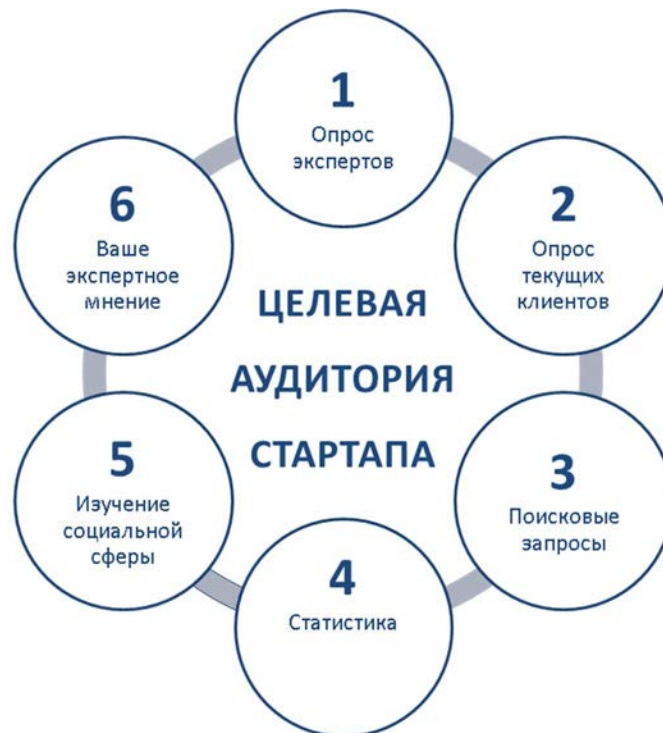 1
Опрос
экспертов
2
Опрос
текущих
клиентов
3
Поисковые
запросы
4
Статистика
5
Изучение
социальной
сферы
6
Ваше
экспертное
мнение
ЦЕЛЕВАЯ
АУДИТОРИЯ
СТАРТАПА